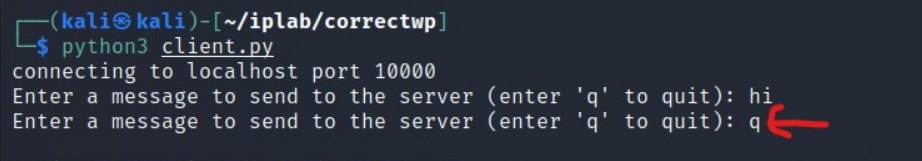 (kali㉿kali)-[~/iplab/correctwp]
$ python3 client.py
connecting to localhost port 10000
Enter a message to send to the server (enter 'q' to quit): hi
Enter a message to send to the server (enter 'q' to quit): q